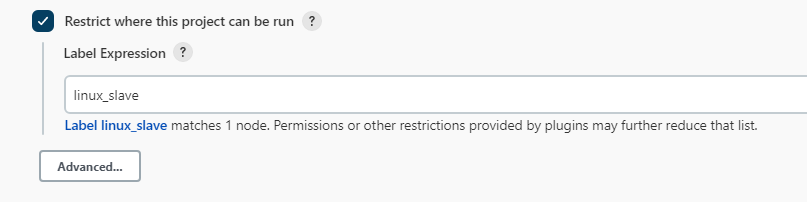 Restrict where this project can be run ?
Label Expression ?
linux_slave
Label linux_slave matches 1 node. Permissions or other restrictions provided by plugins may further reduce that list.
Advanced...